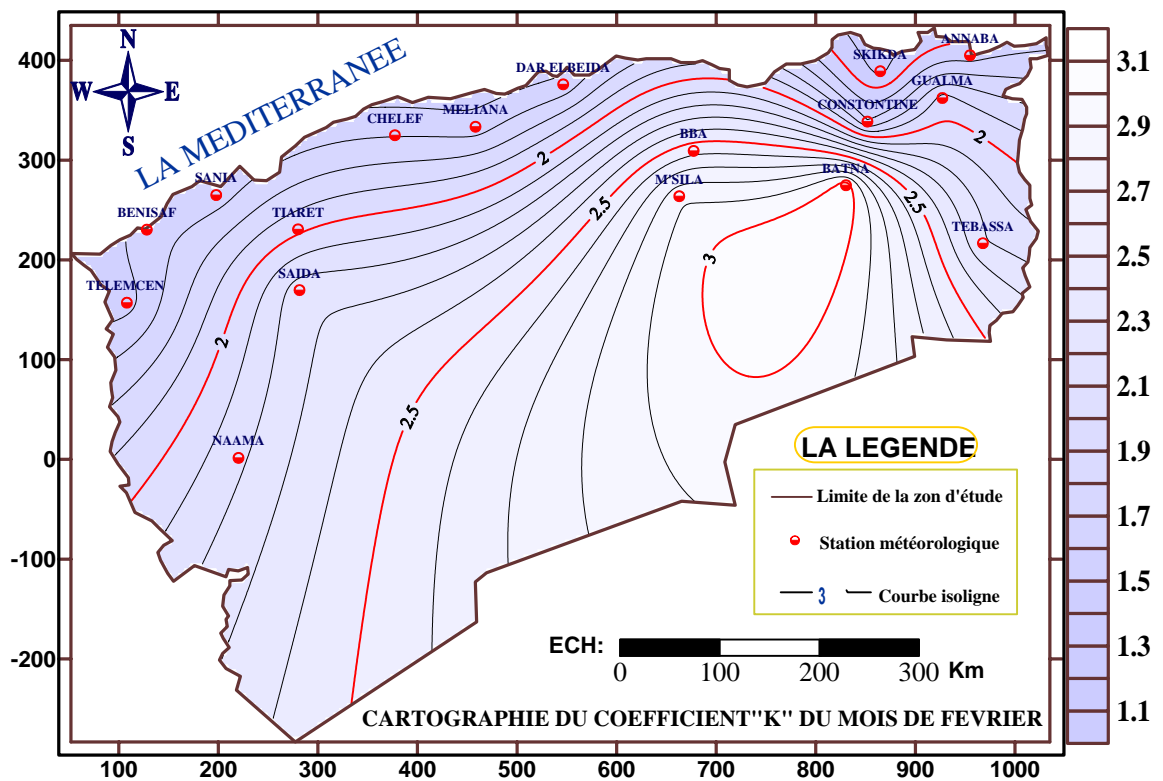 N
W E
S
LA MEDITERRANEE
SKIKDA
ANNABA
DAR ELBEIDA
GUALMA
MELIANA
CONSTONTINE
CHELEF
BBA
2
2
BATNA
M'SILA
SANIA
2.5
2.5
BENISAF
TIARET
TEBASSA
3
SAIDA
TELEMCEN
2
2.5
NAAMA
LA LEGENDE
Limite de la zon d'étude
Station météorologique
3 Courbe isoligne
ECH:
0 100 200 300 Km
CARTOGRAPHIE DU COEFFICIENT"K" DU MOIS DE FEVRIER
400
300
200
100
0
-100
-200
100 200 300 400 500 600 700 800 900 1000
3.1
2.9
2.7
2.5
2.3
2.1
1.9
1.7
1.5
1.3
1.1